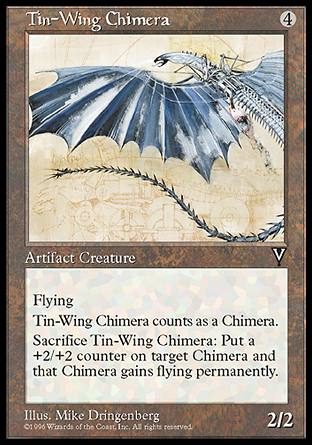 Tin-Wing Chimera 4
Artifact Creature V
Flying
Tin-Wing Chimera counts as a Chimera.
Sacrifice Tin-Wing Chimera: Put a
+2/+2 counter on target Chimera and
that Chimera gains flying permanently.
Illus. Mike Dringenberg
©1996 Wizards of the Coast, Inc. All rights reserved.
2/2